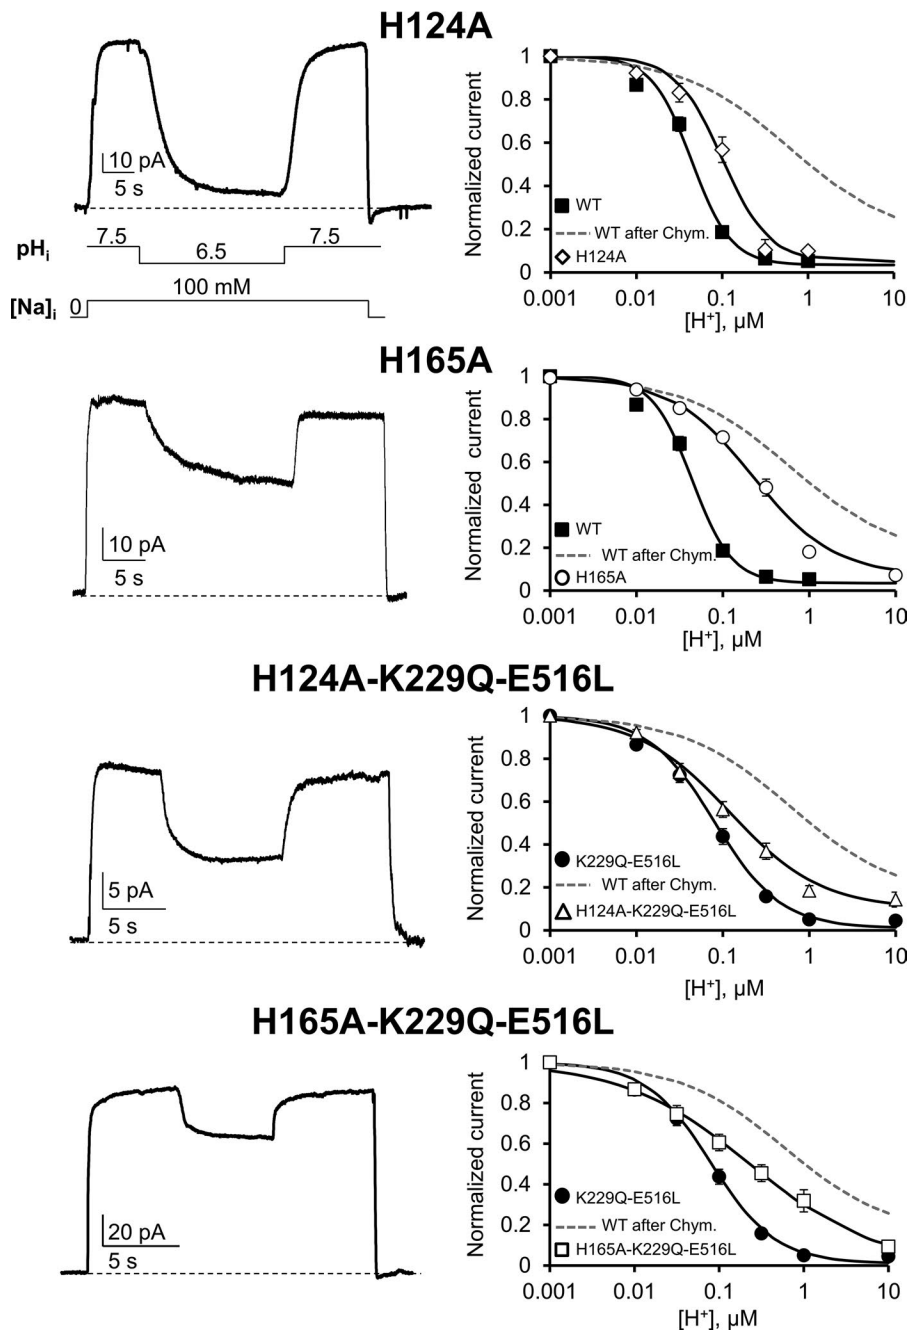 H124A
10 pA
5 s
pHi 7.5 6.5 7.5
100 mM
[Na]i 0
Normalized current
1
0.8
0.6
0.4
0.2
0
WT
WT after Chym.
H124A
0.001 0.01 0.1 1 10
[H+], µM
H165A
10 pA
5 s
Normalized current
1
0.8
0.6
0.4
0.2
0
WT
WT after Chym.
H165A
0.001 0.01 0.1 1 10
[H+], µM
H124A-K229Q-E516L
5 pA
5 s
Normalized current
1
0.8
0.6
0.4
0.2
0
K229Q-E516L
WT after Chym.
H124A-K229Q-E516L
0.001 0.01 0.1 1 10
[H+], µM
H165A-K229Q-E516L
20 pA
5 s
Normalized current
1
0.8
0.6
0.4
0.2
0
K229Q-E516L
WT after Chym.
H165A-K229Q-E516L
0.001 0.01 0.1 1 10
[H+], µM